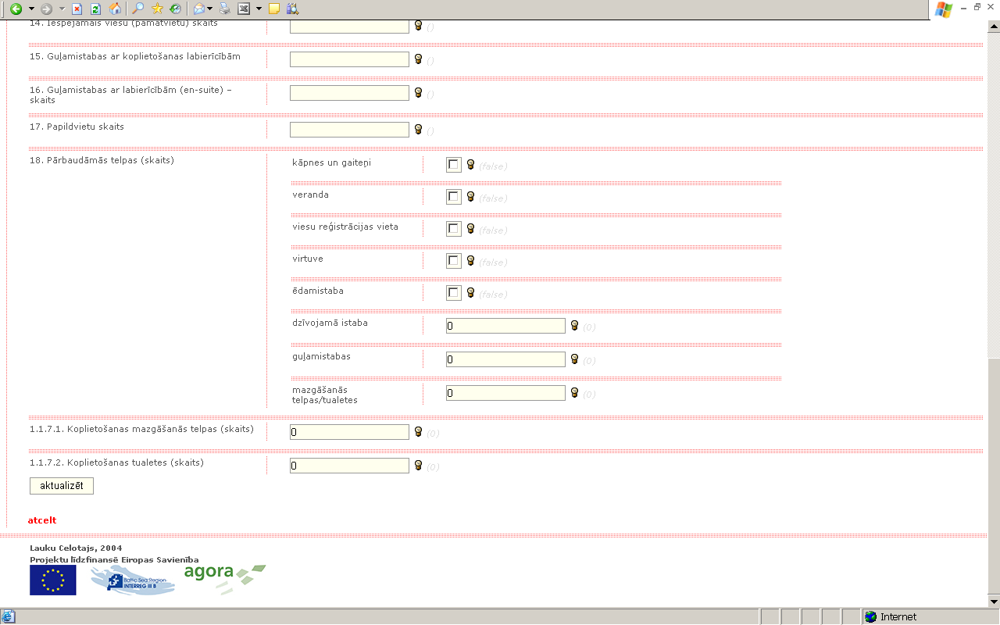 14. Iespējamais viesu (pamatvietu) skaits
()
15. Guļamistabas ar koplietošanas labierīcībām
()
16. Guļamistabas ar labierīcībām (en-suite) –
skaits
()
17. Papildvietu skaits
()
18. Pārbaudāmās telpas (skaits)
kāpnes un gaiteņi
(false)
veranda
(false)
viesu reģistrācijas vieta
(false)
virtuve
(false)
ēdamistaba
(false)
dzīvojamā istaba
0
(0)
guļamistabas
0
(0)
mazgāšanās
telpas/tualetes
0
(0)
1.1.7.1. Koplietošanas mazgāšanās telpas (skaits)
0
(0)
1.1.7.2. Koplietošanas tualetes (skaits)
0
(0)
aktualizēt
atcelt
Lauku Celotajs, 2004
Projektu līdzfinansē Eiropas Savienība
Baltic Sea Region
INTERREG III B
agora
Internet